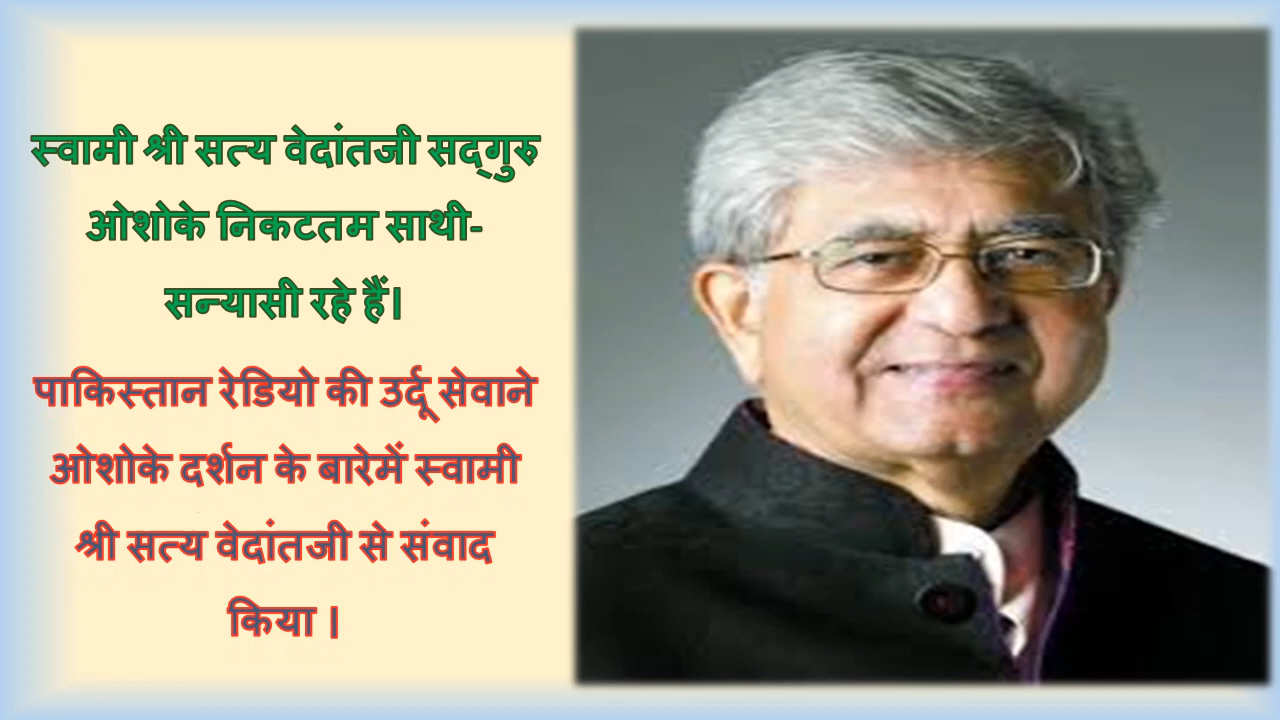 स्वामी श्री सत्य वेदांतजी सद्‌गुरु
ओशोके निकटतम साथी-
सन्यासी रहे हैं।
पाकिस्तान रेडियो की उर्दू सेवाने
ओशोके दर्शन के बारेमें स्वामी
श्री सत्य वेदांतजी से संवाद
किया ।